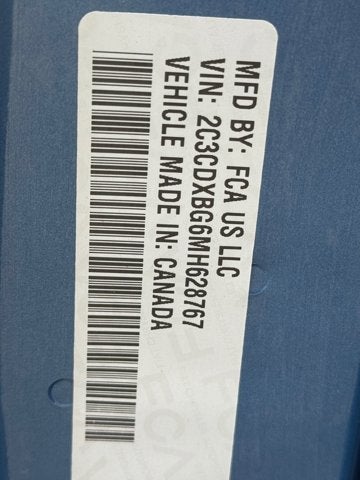 MFD BY: FCA US LLC
VIN: 2C3CDXBG6MH628767
VEHICLE MADE IN: CANADA